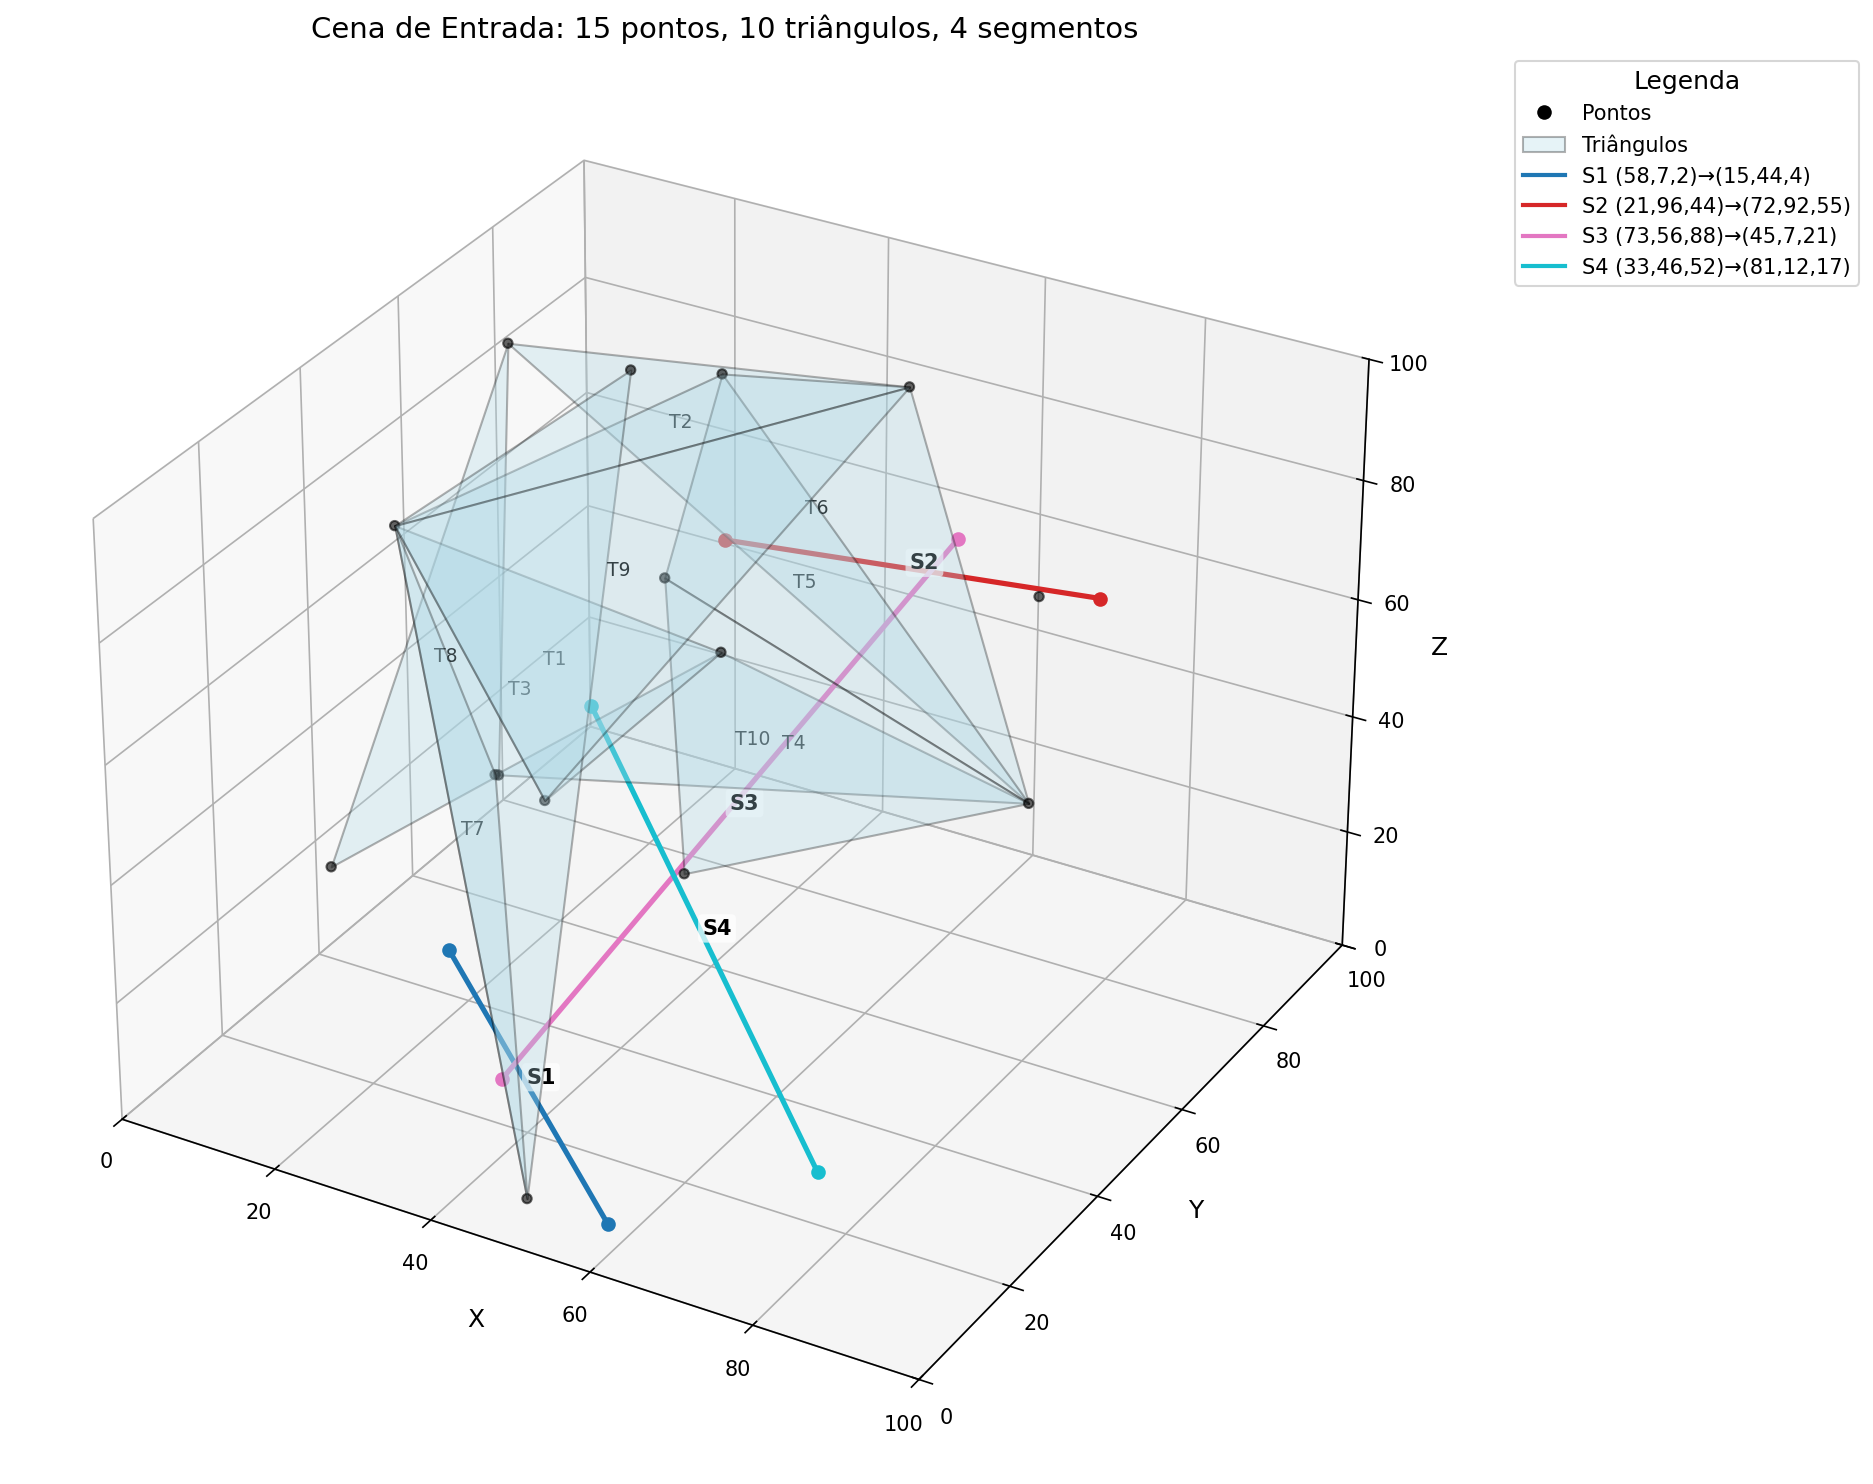 Cena de Entrada: 15 pontos, 10 triângulos, 4 segmentos
Legenda
Pontos
Triângulos
S1 (58,7,2)→(15,44,4)
S2 (21,96,44)→(72,92,55)
S3 (73,56,88)→(45,7,21)
S4 (33,46,52)→(81,12,17)
T2
T6
T9
S2
T5
T8
T1
T3
T10
T4
S3
T7
S4
S1
100
80
60
40
20
0
Z
100
80
60
40
20
0
Y
0
20
40
60
80
100
X